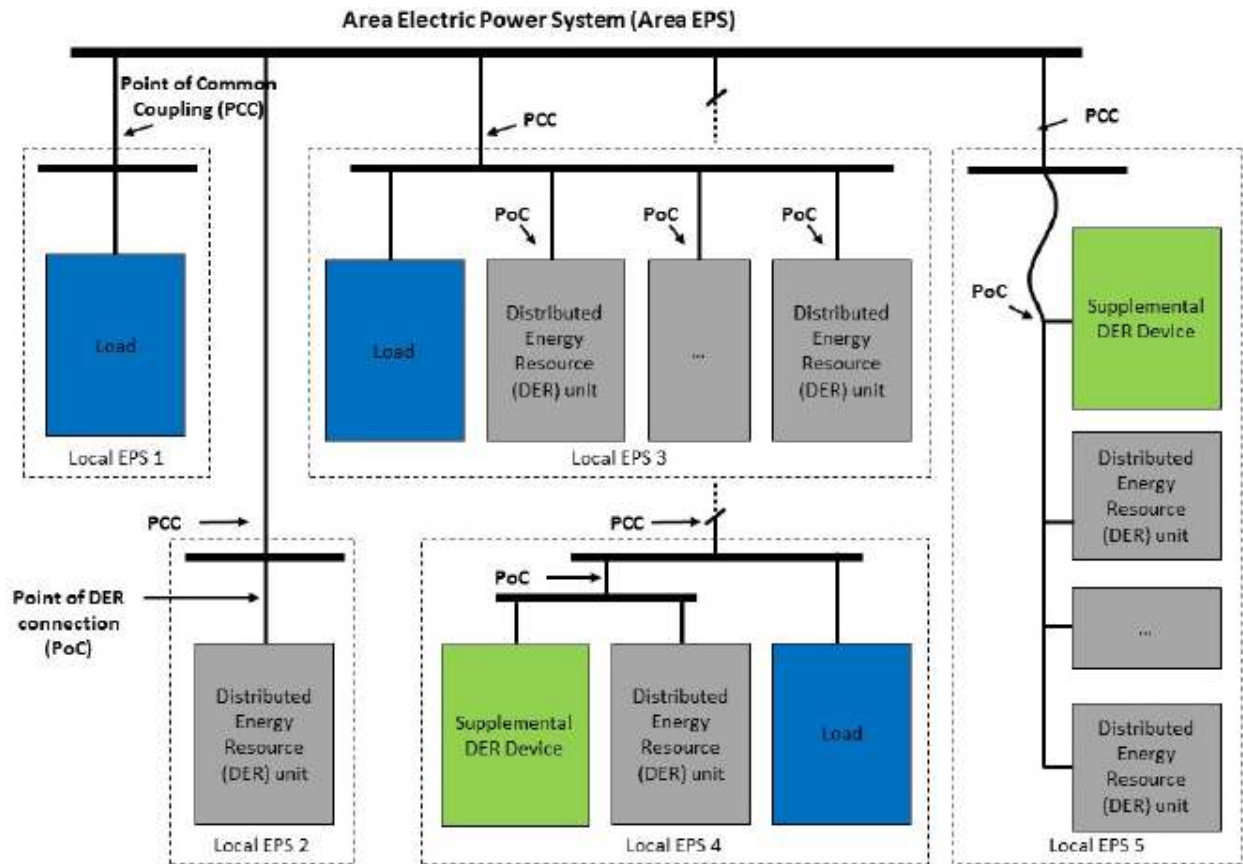 Area Electric Power System (Area EPS)
Point of Common
Coupling (PCC)
PCC
PCC
PoC
PoC
PoC
Load
Local EPS 1
Load
Distributed
Energy
Resource
(DER) unit
...
Distributed
Energy
Resource
(DER) unit
Local EPS 3
PoC
Supplemental
DER Device
Distributed
Energy
Resource
(DER) unit
...
Distributed
Energy
Resource
(DER) unit
Local EPS 5
PCC
Point of DER
connection
(PoC)
Distributed
Energy
Resource
(DER) unit
Local EPS 2
PCC
PoC
Supplemental
DER Device
Distributed
Energy
Resource
(DER) unit
Load
Local EPS 4